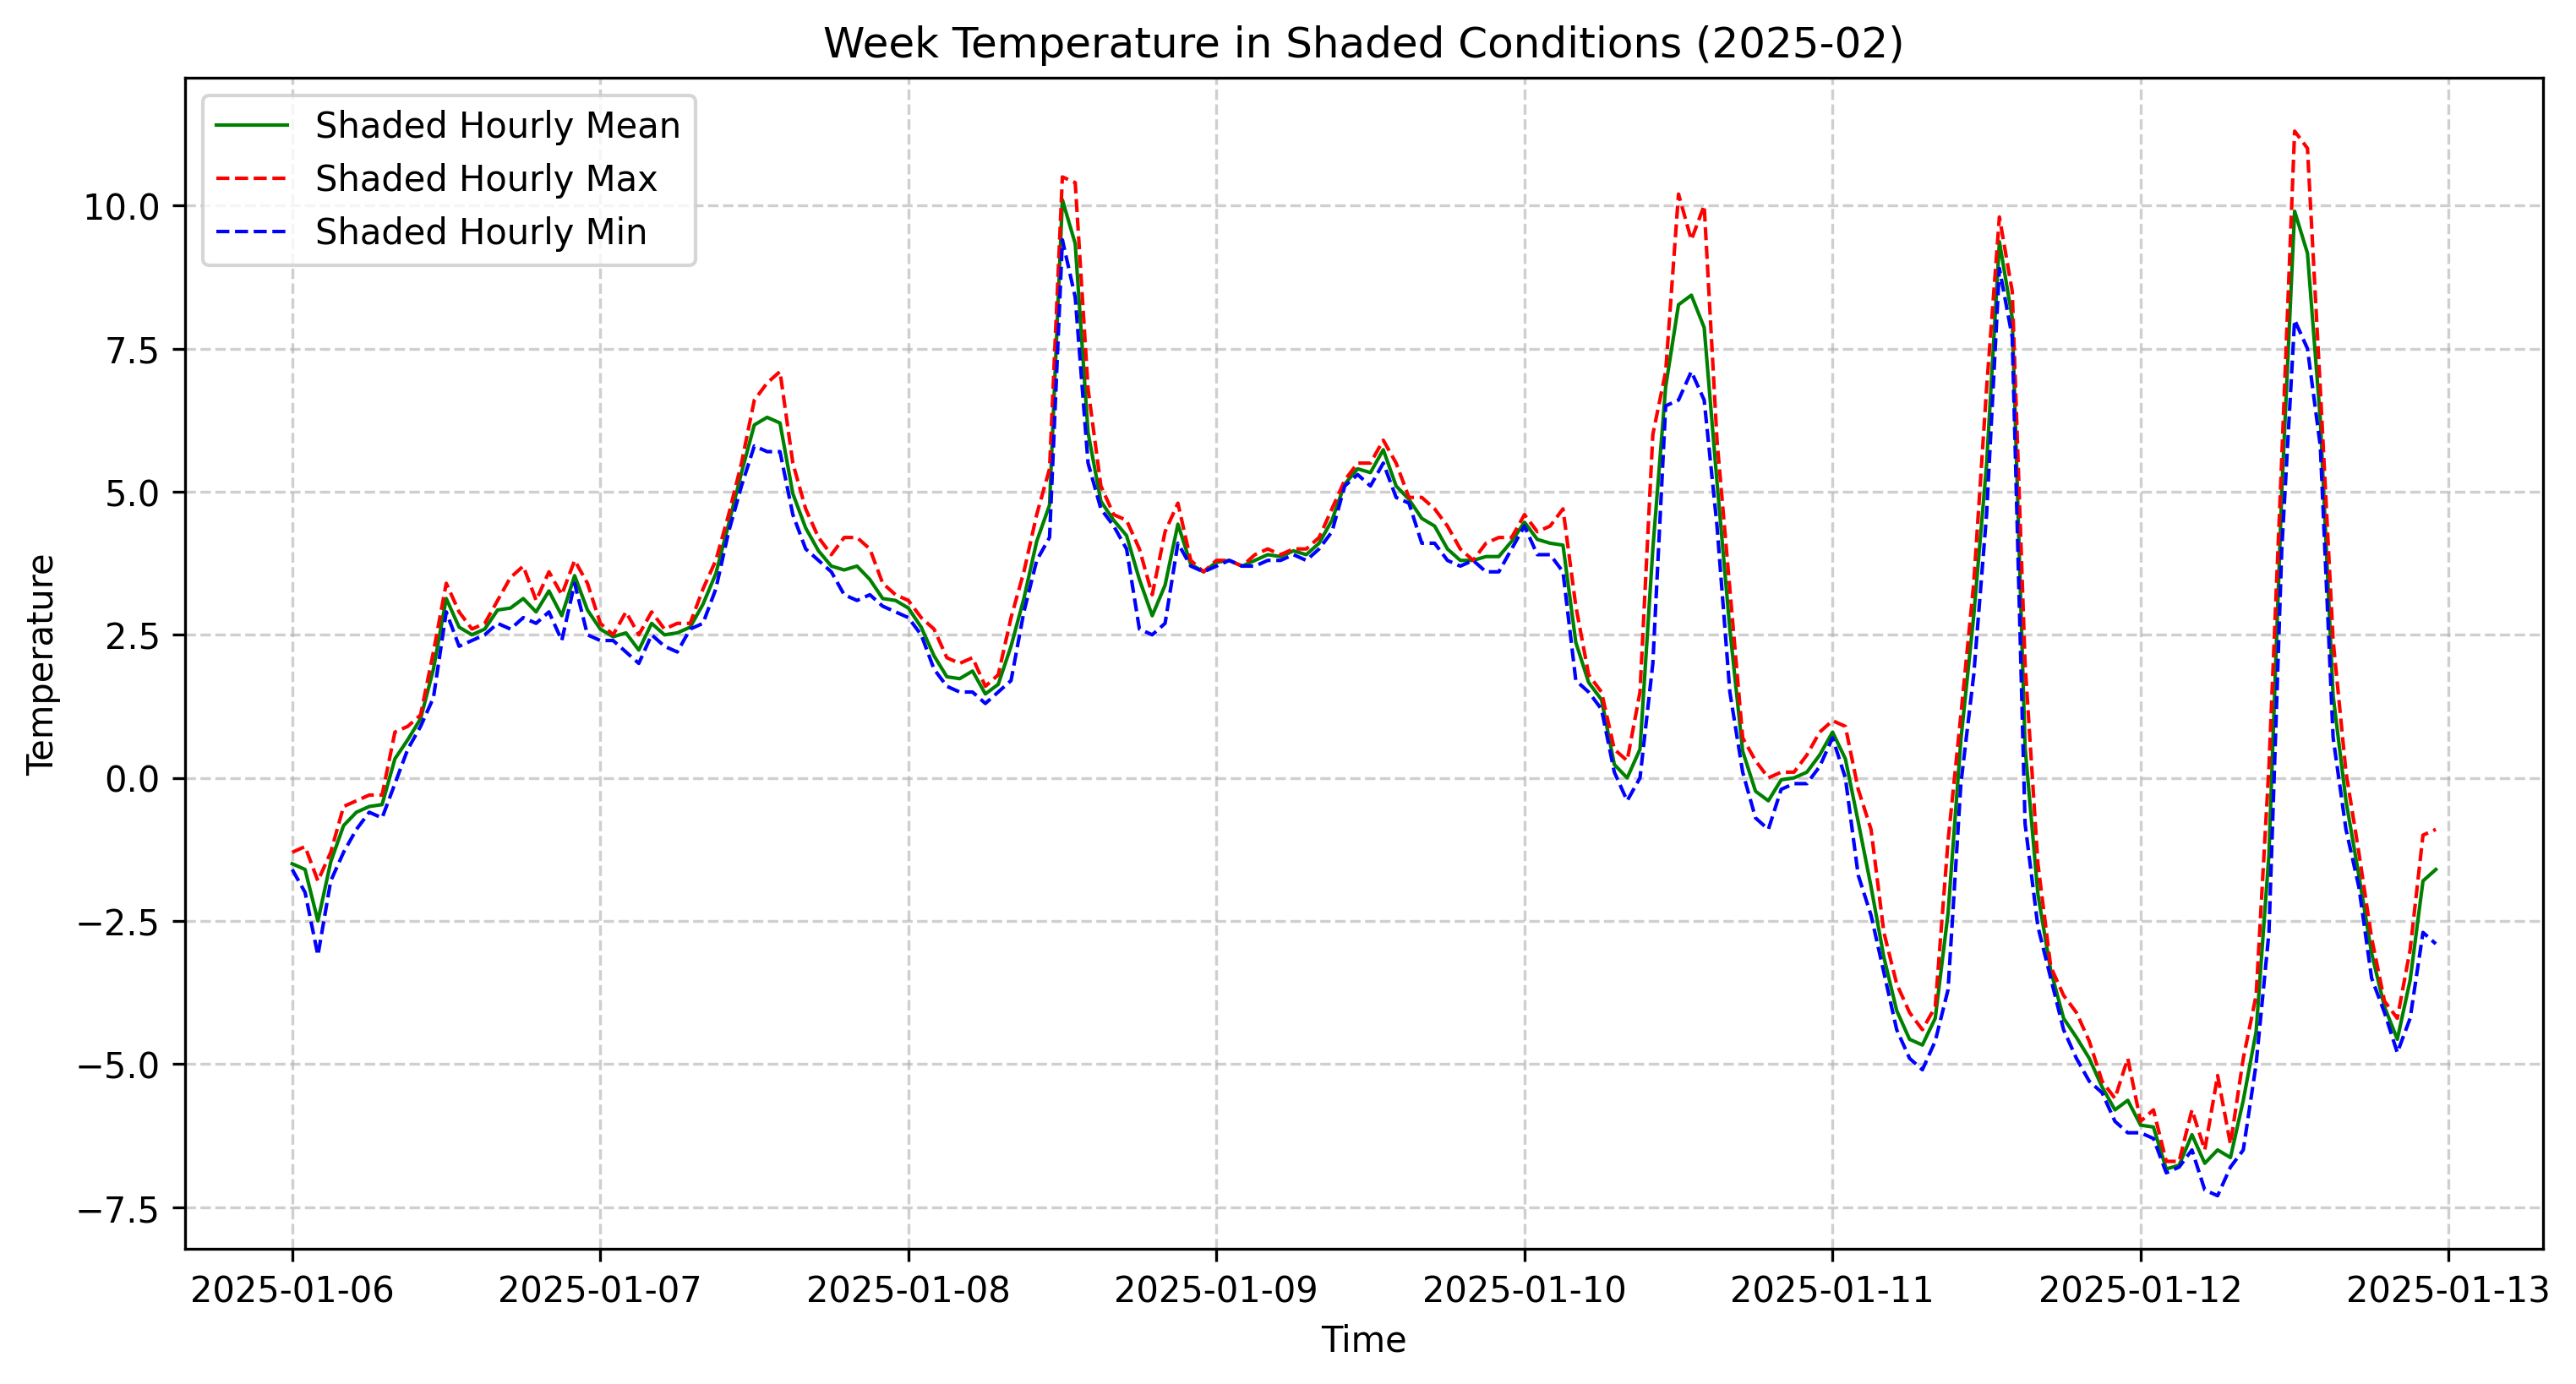 Week Temperature in Shaded Conditions (2025-02)
Shaded Hourly Mean
Shaded Hourly Max
Shaded Hourly Min
Temperature
10.0
7.5
5.0
2.5
0.0
−2.5
−5.0
−7.5
2025-01-06 2025-01-07 2025-01-08 2025-01-09 2025-01-10 2025-01-11 2025-01-12 2025-01-13
Time